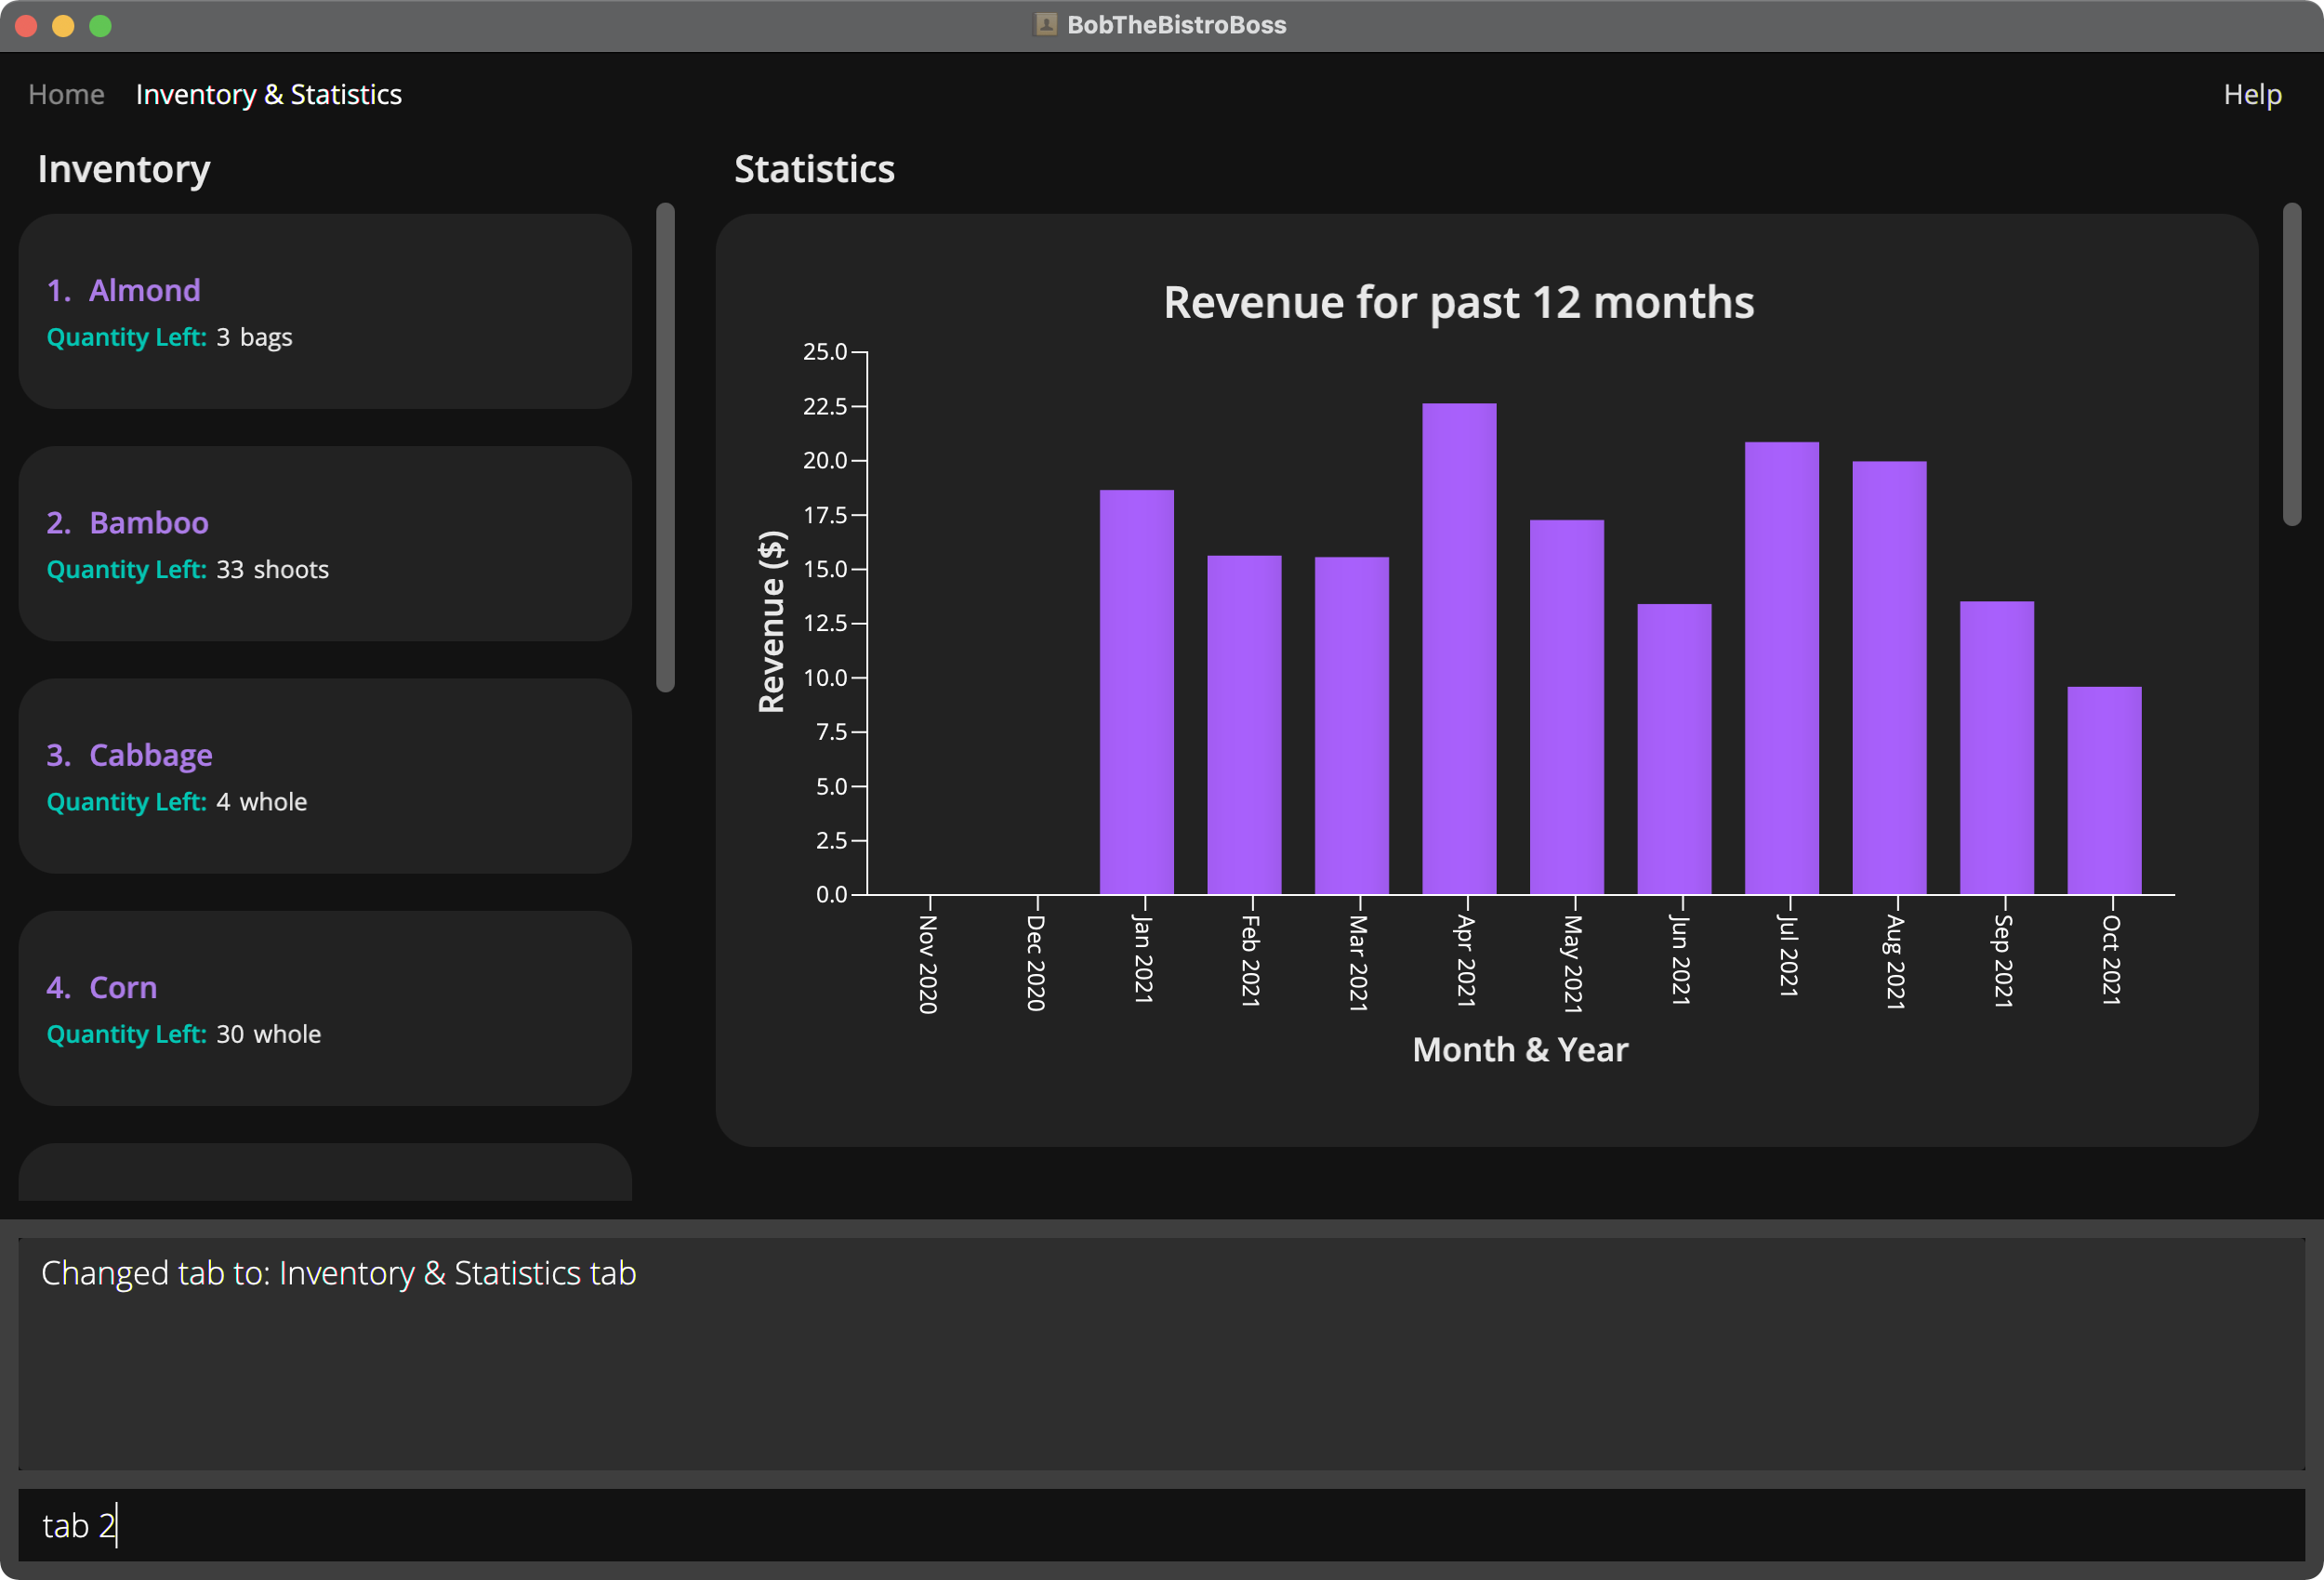 BobTheBistroBoss
Home Inventory & Statistics Help
Inventory
1. Almond
Quantity Left: 3 bags
2. Bamboo
Quantity Left: 33 shoots
3. Cabbage
Quantity Left: 4 whole
4. Corn
Quantity Left: 30 whole
Statistics
Revenue for past 12 months
Revenue ($)
25.0
22.5
20.0
17.5
15.0
12.5
10.0
7.5
5.0
2.5
0.0
Nov 2020
Dec 2020
Jan 2021
Feb 2021
Mar 2021
Apr 2021
May 2021
Jun 2021
Jul 2021
Aug 2021
Sep 2021
Oct 2021
Month & Year
Changed tab to: Inventory & Statistics tab
tab 2